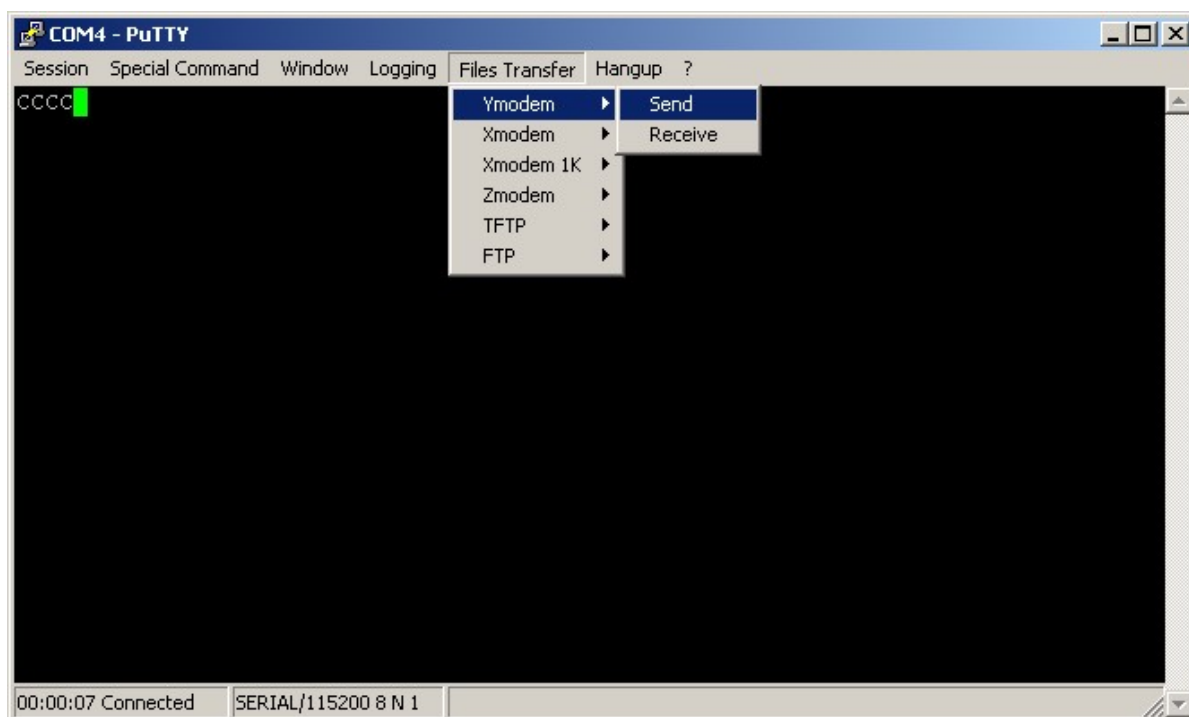 COM4 - PuTTY
Session Special Command Window Logging Files Transfer Hangup ?
CCCC
Ymodem Send
Xmodem Receive
Xmodem 1K
Zmodem
TFTP
FTP
00:00:07 Connected SERIAL/115200 8 N 1